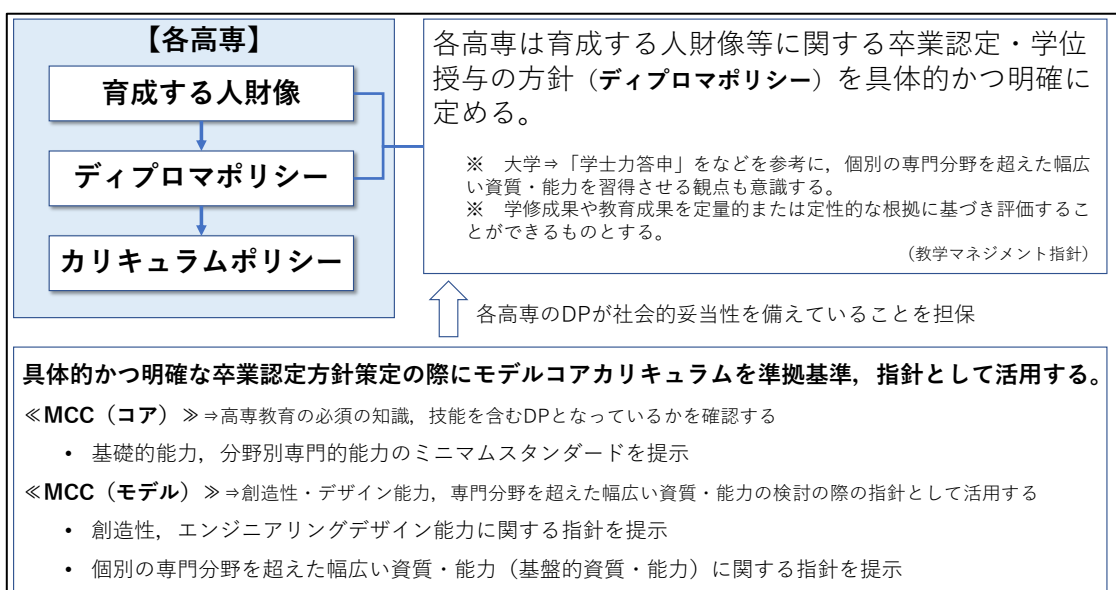 【各高専】
育成する人財像
ディプロマポリシー
カリキュラムポリシー
各高専は育成する人財像等に関する卒業認定・学位
授与の方針（ディプロマポリシー）を具体的かつ明確に
定める。
※　大学⇒「学士力答申」をなどを参考に，個別の専門分野を超えた幅広
い資質・能力を習得させる観点も意識する。
※　学修成果や教育成果を定量的または定性的な根拠に基づき評価するこ
とができるものとする。
（教学マネジメント指針）
各高専のDPが社会的妥当性を備えていることを担保
具体的かつ明確な卒業認定方針策定の際にモデルコアカリキュラムを準拠基準，指針として活用する。
≪MCC（コア）≫⇒高専教育の必須の知識，技能を含むDPとなっているかを確認する
• 基礎的能力，分野別専門的能力のミニマムスタンダードを提示
≪MCC（モデル）≫⇒創造性・デザイン能力，専門分野を超えた幅広い資質・能力の検討の際の指針として活用する
• 創造性，エンジニアリングデザイン能力に関する指針を提示
• 個別の専門分野を超えた幅広い資質・能力（基盤的資質・能力）に関する指針を提示